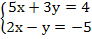 5x + 3y = 4
2x − y = −5